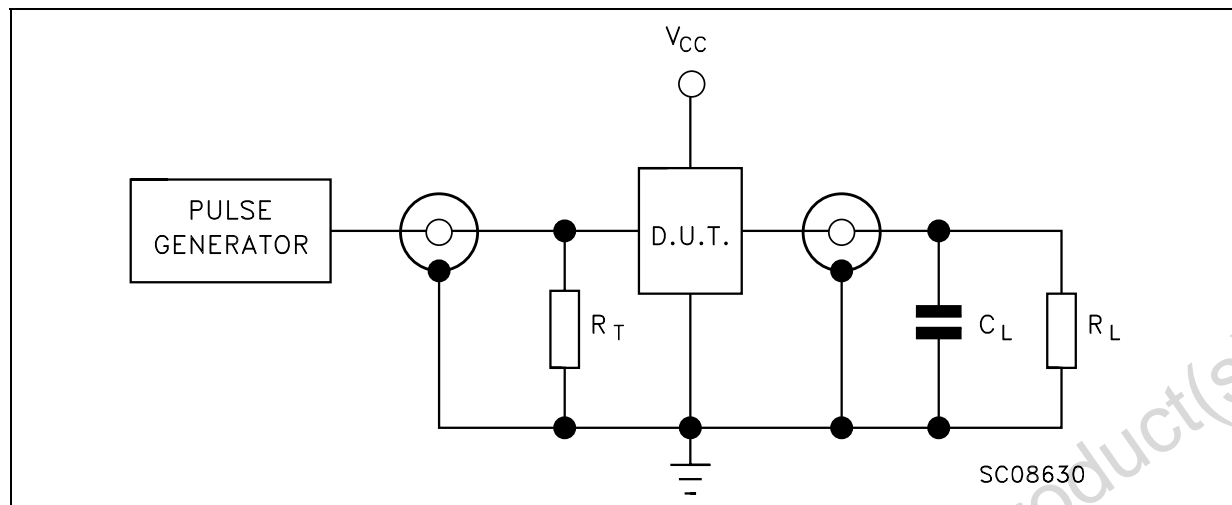 VCC
PULSE
GENERATOR
D.U.T.
RT
CL
RL
SC08630